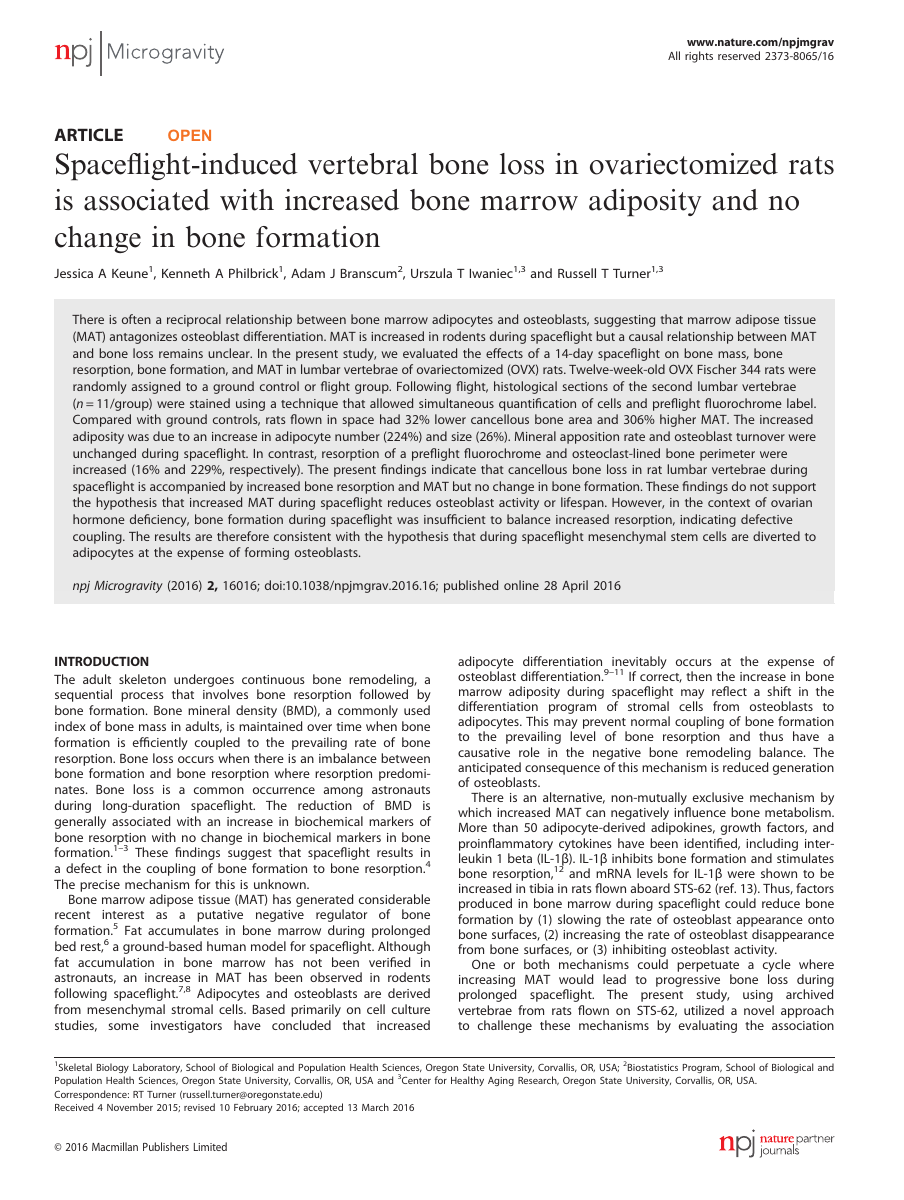 npj Microgravity
www.nature.com/npjmgrav
All rights reserved 2373-8065/16
ARTICLE OPEN
Spaceflight-induced vertebral bone loss in ovariectomized rats
is associated with increased bone marrow adiposity and no
change in bone formation
Jessica A Keune1, Kenneth A Philbrick1, Adam J Branscum2, Urszula T Iwaniec1,3 and Russell T Turner1,3
There is often a reciprocal relationship between bone marrow adipocytes and osteoblasts, suggesting that marrow adipose tissue
(MAT) antagonizes osteoblast differentiation. MAT is increased in rodents during spaceflight but a causal relationship between MAT
and bone loss remains unclear. In the present study, we evaluated the effects of a 14-day spaceflight on bone mass, bone
resorption, bone formation, and MAT in lumbar vertebrae of ovariectomized (OVX) rats. Twelve-week-old OVX Fischer 344 rats were
randomly assigned to a ground control or flight group. Following flight, histological sections of the second lumbar vertebrae
(n = 11/group) were stained using a technique that allowed simultaneous quantification of cells and preflight fluorochrome label.
Compared with ground controls, rats flown in space had 32% lower cancellous bone area and 306% higher MAT. The increased
adiposity was due to an increase in adipocyte number (224%) and size (26%). Mineral apposition rate and osteoblast turnover were
unchanged during spaceflight. In contrast, resorption of a preflight fluorochrome and osteoclast-lined bone perimeter were
increased (16% and 229%, respectively). The present findings indicate that cancellous bone loss in rat lumbar vertebrae during
spaceflight is accompanied by increased bone resorption and MAT but no change in bone formation. These findings do not support
the hypothesis that increased MAT during spaceflight reduces osteoblast activity or lifespan. However, in the context of ovarian
hormone deficiency, bone formation during spaceflight was insufficient to balance increased resorption, indicating defective
coupling. The results are therefore consistent with the hypothesis that during spaceflight mesenchymal stem cells are diverted to
adipocytes at the expense of forming osteoblasts.
npj Microgravity (2016) 2, 16016; doi:10.1038/npjmgrav.2016.16; published online 28 April 2016
INTRODUCTION
The adult skeleton undergoes continuous bone remodeling, a
sequential process that involves bone resorption followed by
bone formation. Bone mineral density (BMD), a commonly used
index of bone mass in adults, is maintained over time when bone
formation is efficiently coupled to the prevailing rate of bone
resorption. Bone loss occurs when there is an imbalance between
bone formation and bone resorption where resorption predomi-
nates. Bone loss is a common occurrence among astronauts
during long-duration spaceflight. The reduction of BMD is
generally associated with an increase in biochemical markers of
bone resorption with no change in biochemical markers in bone
formation.1–3 These findings suggest that spaceflight results in
a defect in the coupling of bone formation to bone resorption.4
The precise mechanism for this is unknown.
Bone marrow adipose tissue (MAT) has generated considerable
recent interest as a putative negative regulator of bone
formation.5 Fat accumulates in bone marrow during prolonged
bed rest,6 a ground-based human model for spaceflight. Although
fat accumulation in bone marrow has not been verified in
astronauts, an increase in MAT has been observed in rodents
following spaceflight.7,8 Adipocytes and osteoblasts are derived
from mesenchymal stromal cells. Based primarily on cell culture
studies, some investigators have concluded that increased
adipocyte differentiation inevitably occurs at the expense of
osteoblast differentiation.9–11 If correct, then the increase in bone
marrow adiposity during spaceflight may reflect a shift in the
differentiation program of stromal cells from osteoblasts to
adipocytes. This may prevent normal coupling of bone formation
to the prevailing level of bone resorption and thus have a
causative role in the negative bone remodeling balance. The
anticipated consequence of this mechanism is reduced generation
of osteoblasts.
There is an alternative, non-mutually exclusive mechanism by
which increased MAT can negatively influence bone metabolism.
More than 50 adipocyte-derived adipokines, growth factors, and
proinflammatory cytokines have been identified, including inter-
leukin 1 beta (IL-1β). IL-1β inhibits bone formation and stimulates
bone resorption,12 and mRNA levels for IL-1β were shown to be
increased in tibia in rats flown aboard STS-62 (ref. 13). Thus, factors
produced in bone marrow during spaceflight could reduce bone
formation by (1) slowing the rate of osteoblast appearance onto
bone surfaces, (2) increasing the rate of osteoblast disappearance
from bone surfaces, or (3) inhibiting osteoblast activity.
One or both mechanisms could perpetuate a cycle where
increasing MAT would lead to progressive bone loss during
prolonged spaceflight. The present study, using archived
vertebrae from rats flown on STS-62, utilized a novel approach
to challenge these mechanisms by evaluating the association
1Skeletal Biology Laboratory, School of Biological and Population Health Sciences, Oregon State University, Corvallis, OR, USA; 2Biostatistics Program, School of Biological and
Population Health Sciences, Oregon State University, Corvallis, OR, USA and 3Center for Healthy Aging Research, Oregon State University, Corvallis, OR, USA.
Correspondence: RT Turner (russell.turner@oregonstate.edu)
Received 4 November 2015; revised 10 February 2016; accepted 13 March 2016
© 2016 Macmillan Publishers Limited
npj nature partner
journals